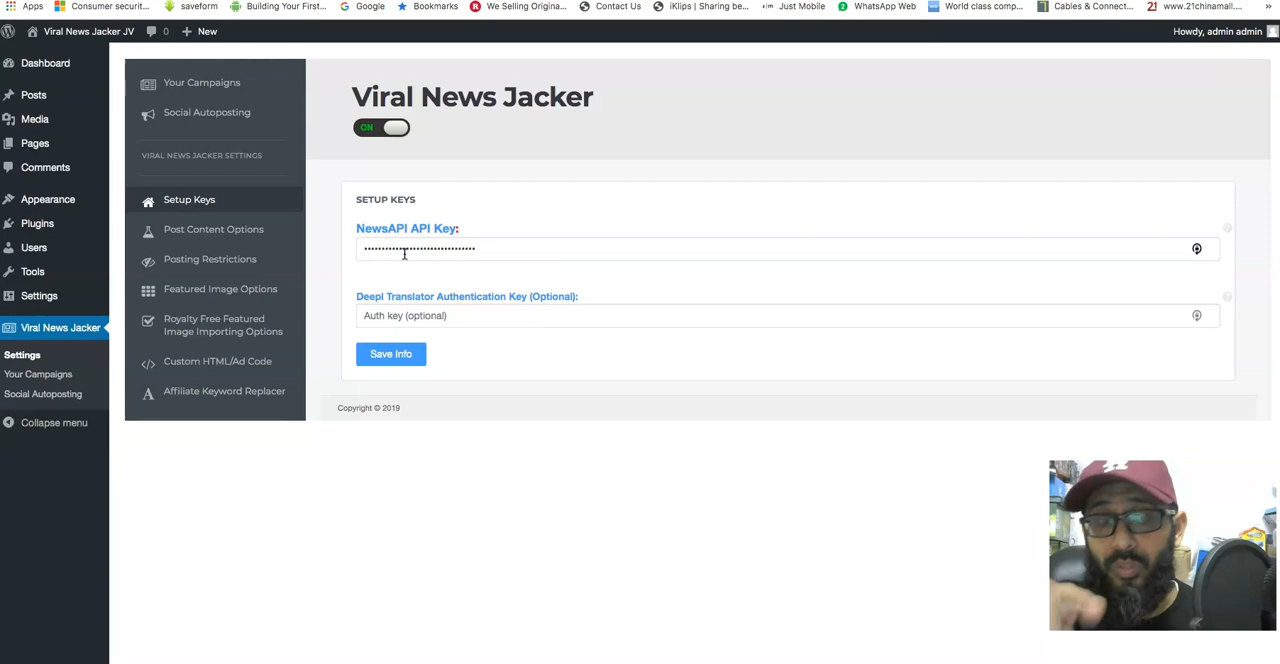 Apps
Consumer securit...
saveform
Building Your First...
Google
Bookmarks
We Selling Origina...
Contact Us
iKlips | Sharing be...
Just Mobile
WhatsApp Web
World class comp...
Cables & Connect...
www.21chinamall....
»
Viral News Jacker JV
0
+ New
Howdy, admin admin
Dashboard
Posts
Media
Pages
Comments
Appearance
Plugins
Users
Tools
Settings
Viral News Jacker
Settings
Your Campaigns
Social Autoposting
Collapse menu
Your Campaigns
Social Autoposting
VIRAL NEWS JACKER SETTINGS
Setup Keys
Post Content Options
Posting Restrictions
Featured Image Options
Royalty Free Featured
Image Importing Options
Custom HTML/Ad Code
Affiliate Keyword Replacer
Viral News Jacker
ON
SETUP KEYS
NewsAPI API Key:
Deepl Translator Authentication Key (Optional):
Auth key (optional)
Save Info
Copyright © 2019